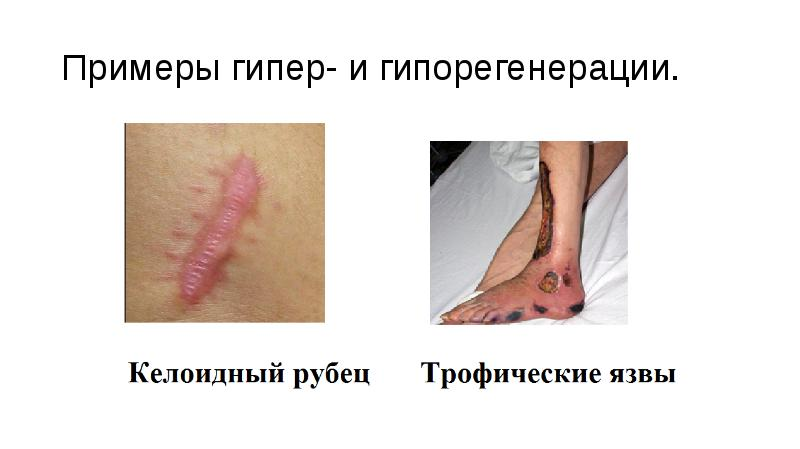 Примеры гипер- и гипорегенерации.
Келоидный рубец
Трофические язвы